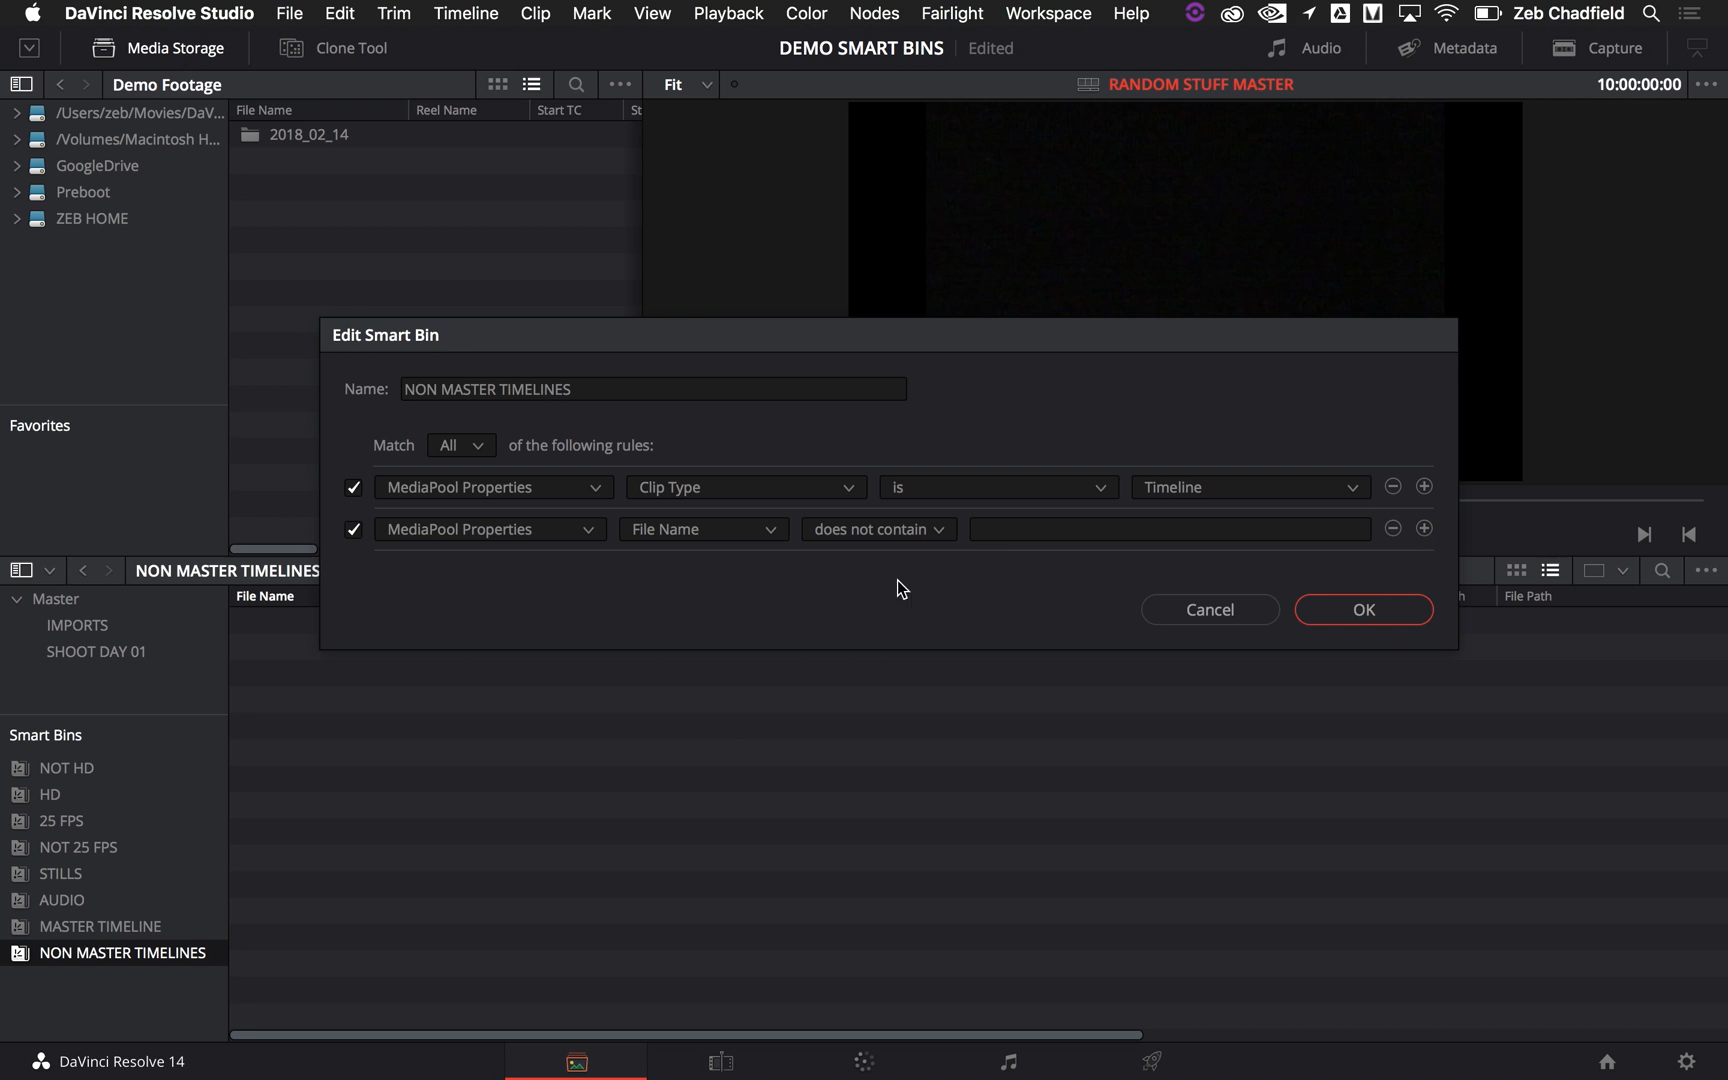 DaVinci Resolve Studio File Edit Trim Timeline Clip Mark View Playback Color Nodes Fairlight Workspace Help Zeb Chadfield
Media Storage Clone Tool DEMO SMART BINS Edited Audio Metadata Capture
Demo Footage Fit RANDOM STUFF MASTER 10:00:00:00
/Users/zeb/Movies/DaV... File Name Reel Name Start TC St
/Volumes/Macintosh H... 2018_02_14
GoogleDrive
Preboot
ZEB HOME
Edit Smart Bin
Name: NON MASTER TIMELINES
Favorites
Match All of the following rules:
MediaPool Properties Clip Type is Timeline
MediaPool Properties File Name does not contain
NON MASTER TIMELINES
Master File Name h File Path
Cancel OK
IMPORTS
SHOOT DAY 01
Smart Bins
NOT HD
HD
25 FPS
NOT 25 FPS
STILLS
AUDIO
MASTER TIMELINE
NON MASTER TIMELINES
DaVinci Resolve 14